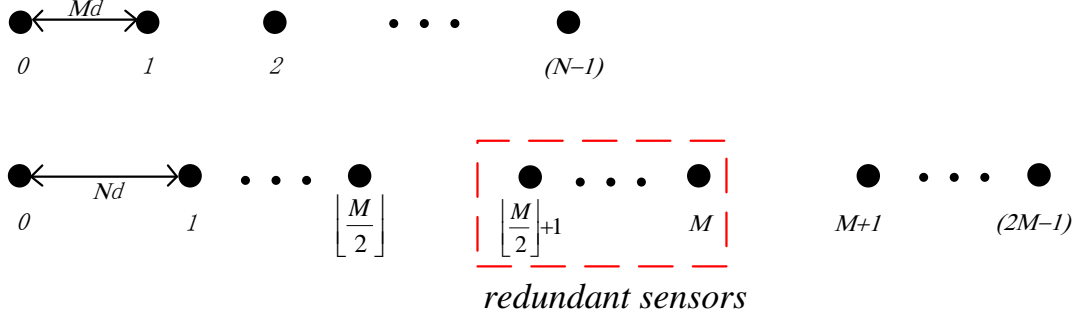 Md
0 1 2 (N−1)
Nd
0 1 ⌊M/2⌋ ⌊M/2⌋+1 M M+1 (2M−1)
redundant sensors